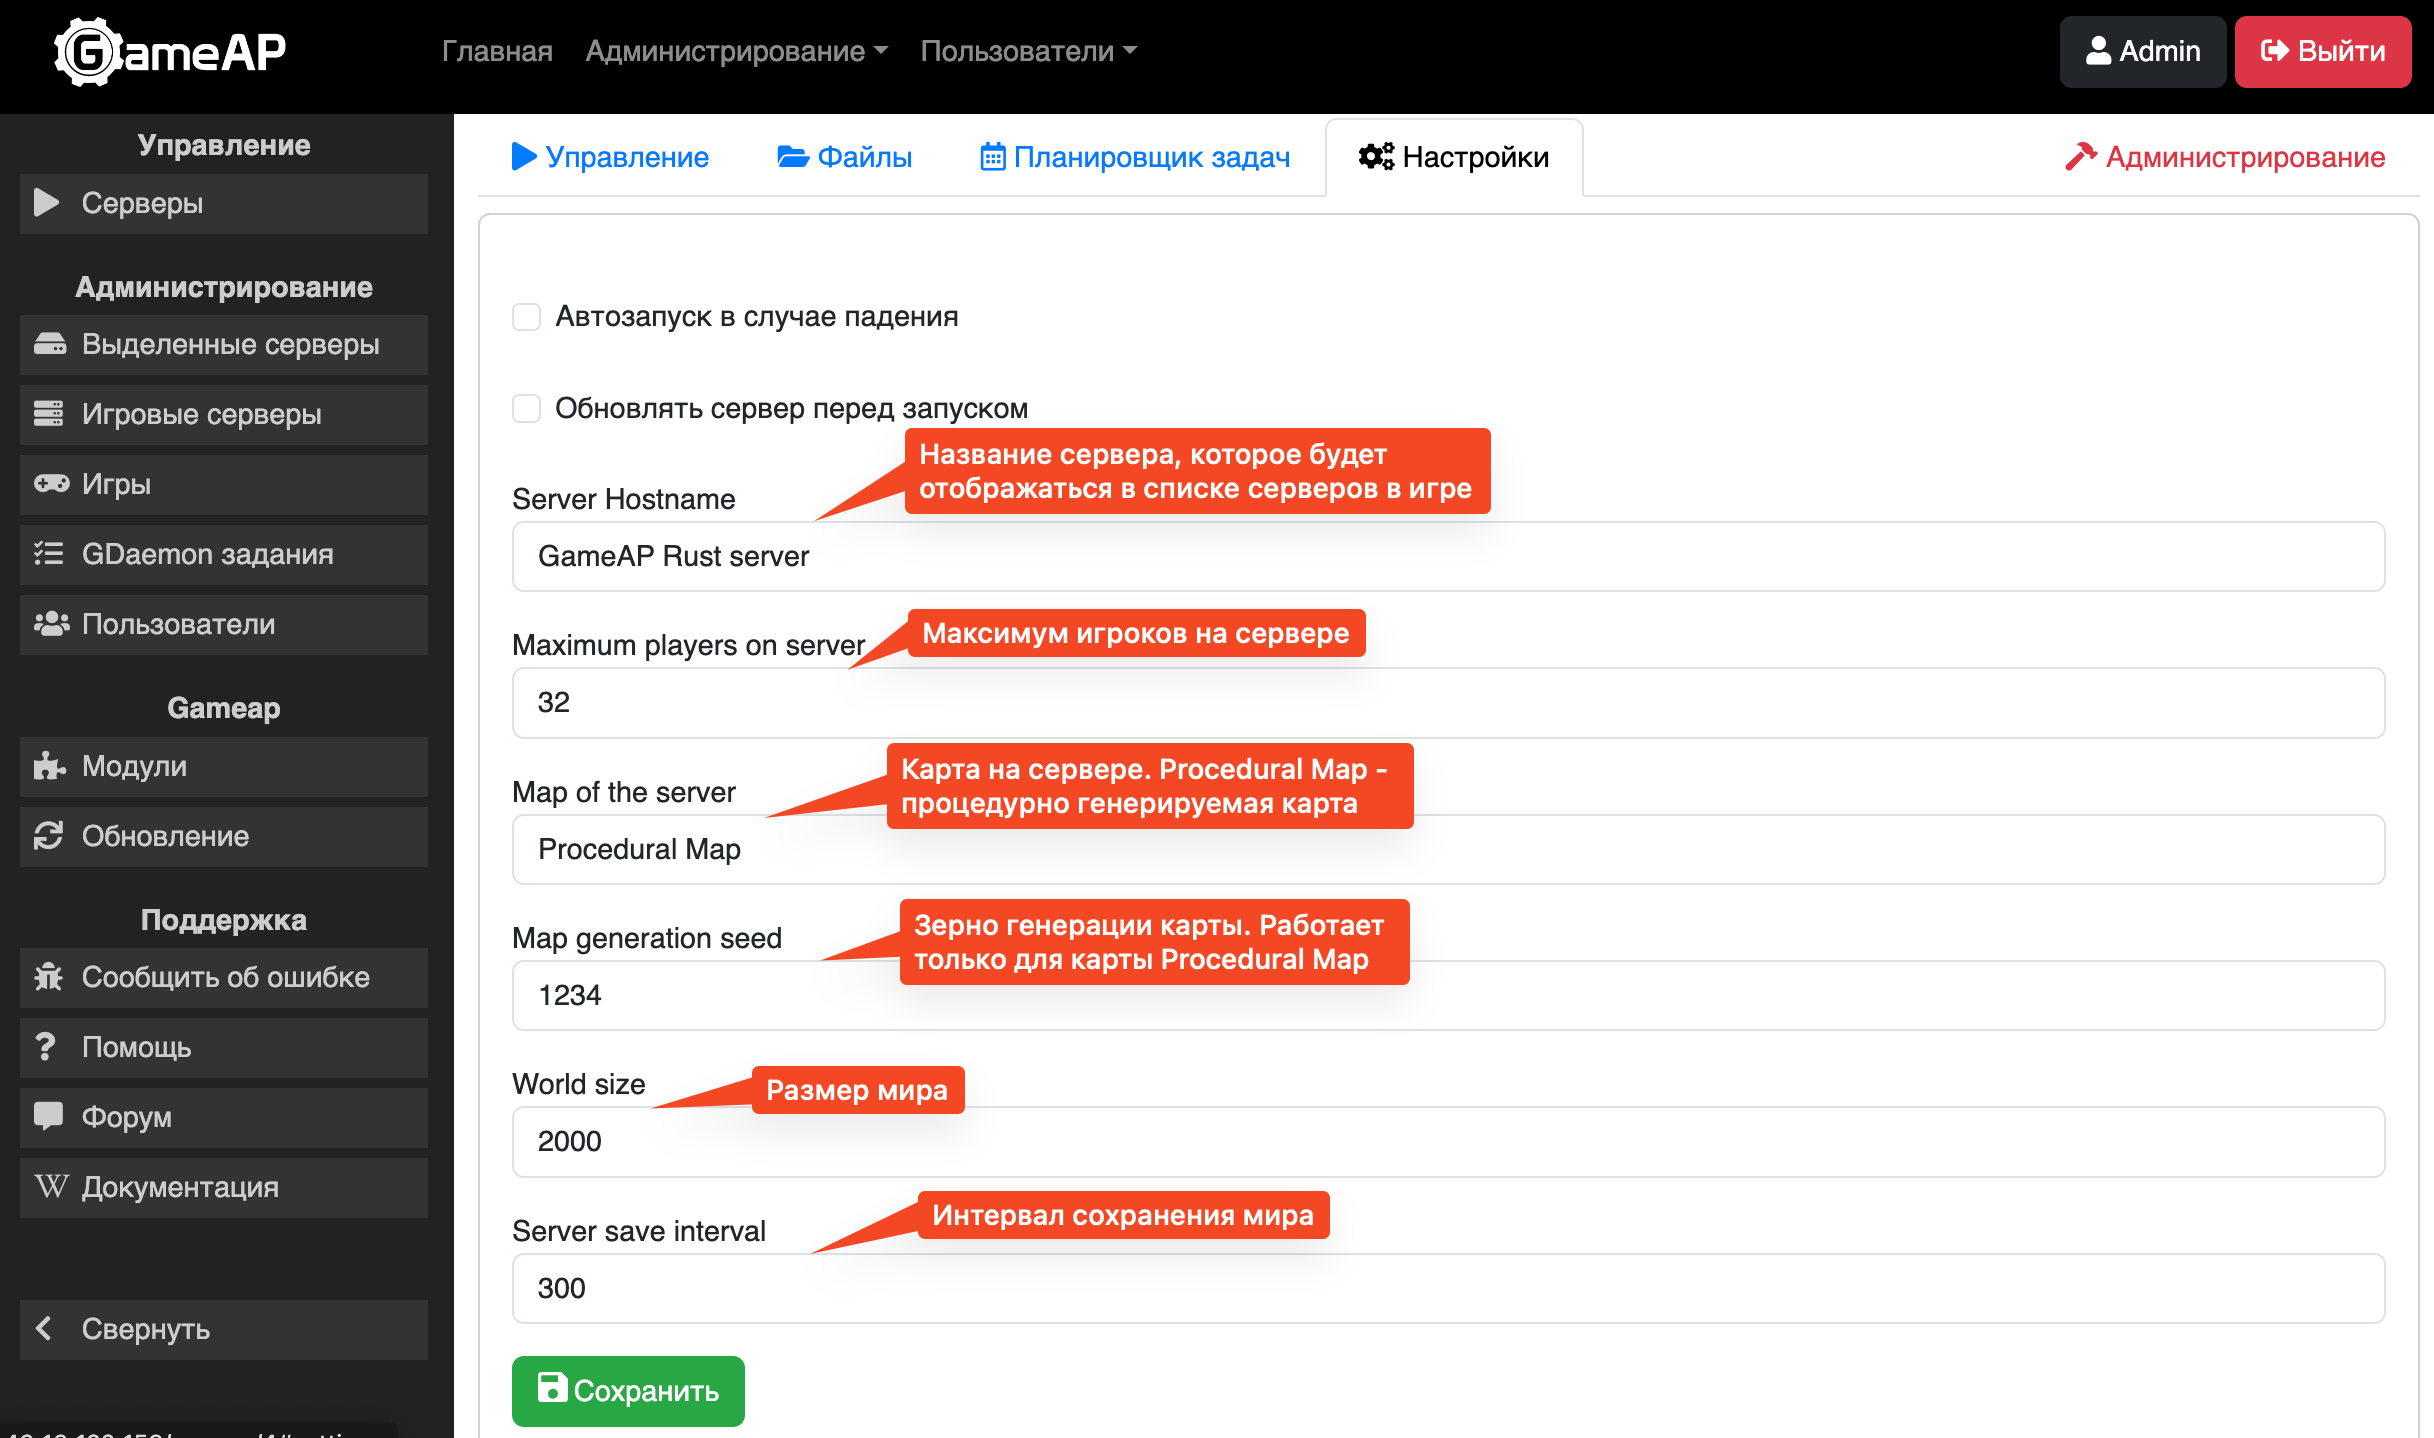 GameAP
Главная Администрирование Пользователи
Admin
Выйти
Управление
Серверы
Администрирование
Выделенные серверы
Игровые серверы
Игры
GDaemon задания
Пользователи
Gameap
Модули
Обновление
Поддержка
Сообщить об ошибке
Помощь
Форум
Документация
Свернуть
Управление Файлы Планировщик задач Настройки Администрирование
Автозапуск в случае падения
Обновлять сервер перед запуском
Название сервера, которое будет
отображаться в списке серверов в игре
Server Hostname
GameAP Rust server
Максимум игроков на сервере
Maximum players on server
32
Карта на сервере. Procedural Map -
процедурно генерируемая карта
Map of the server
Procedural Map
Зерно генерации карты. Работает
только для карты Procedural Map
Map generation seed
1234
Размер мира
World size
2000
Интервал сохранения мира
Server save interval
300
Сохранить